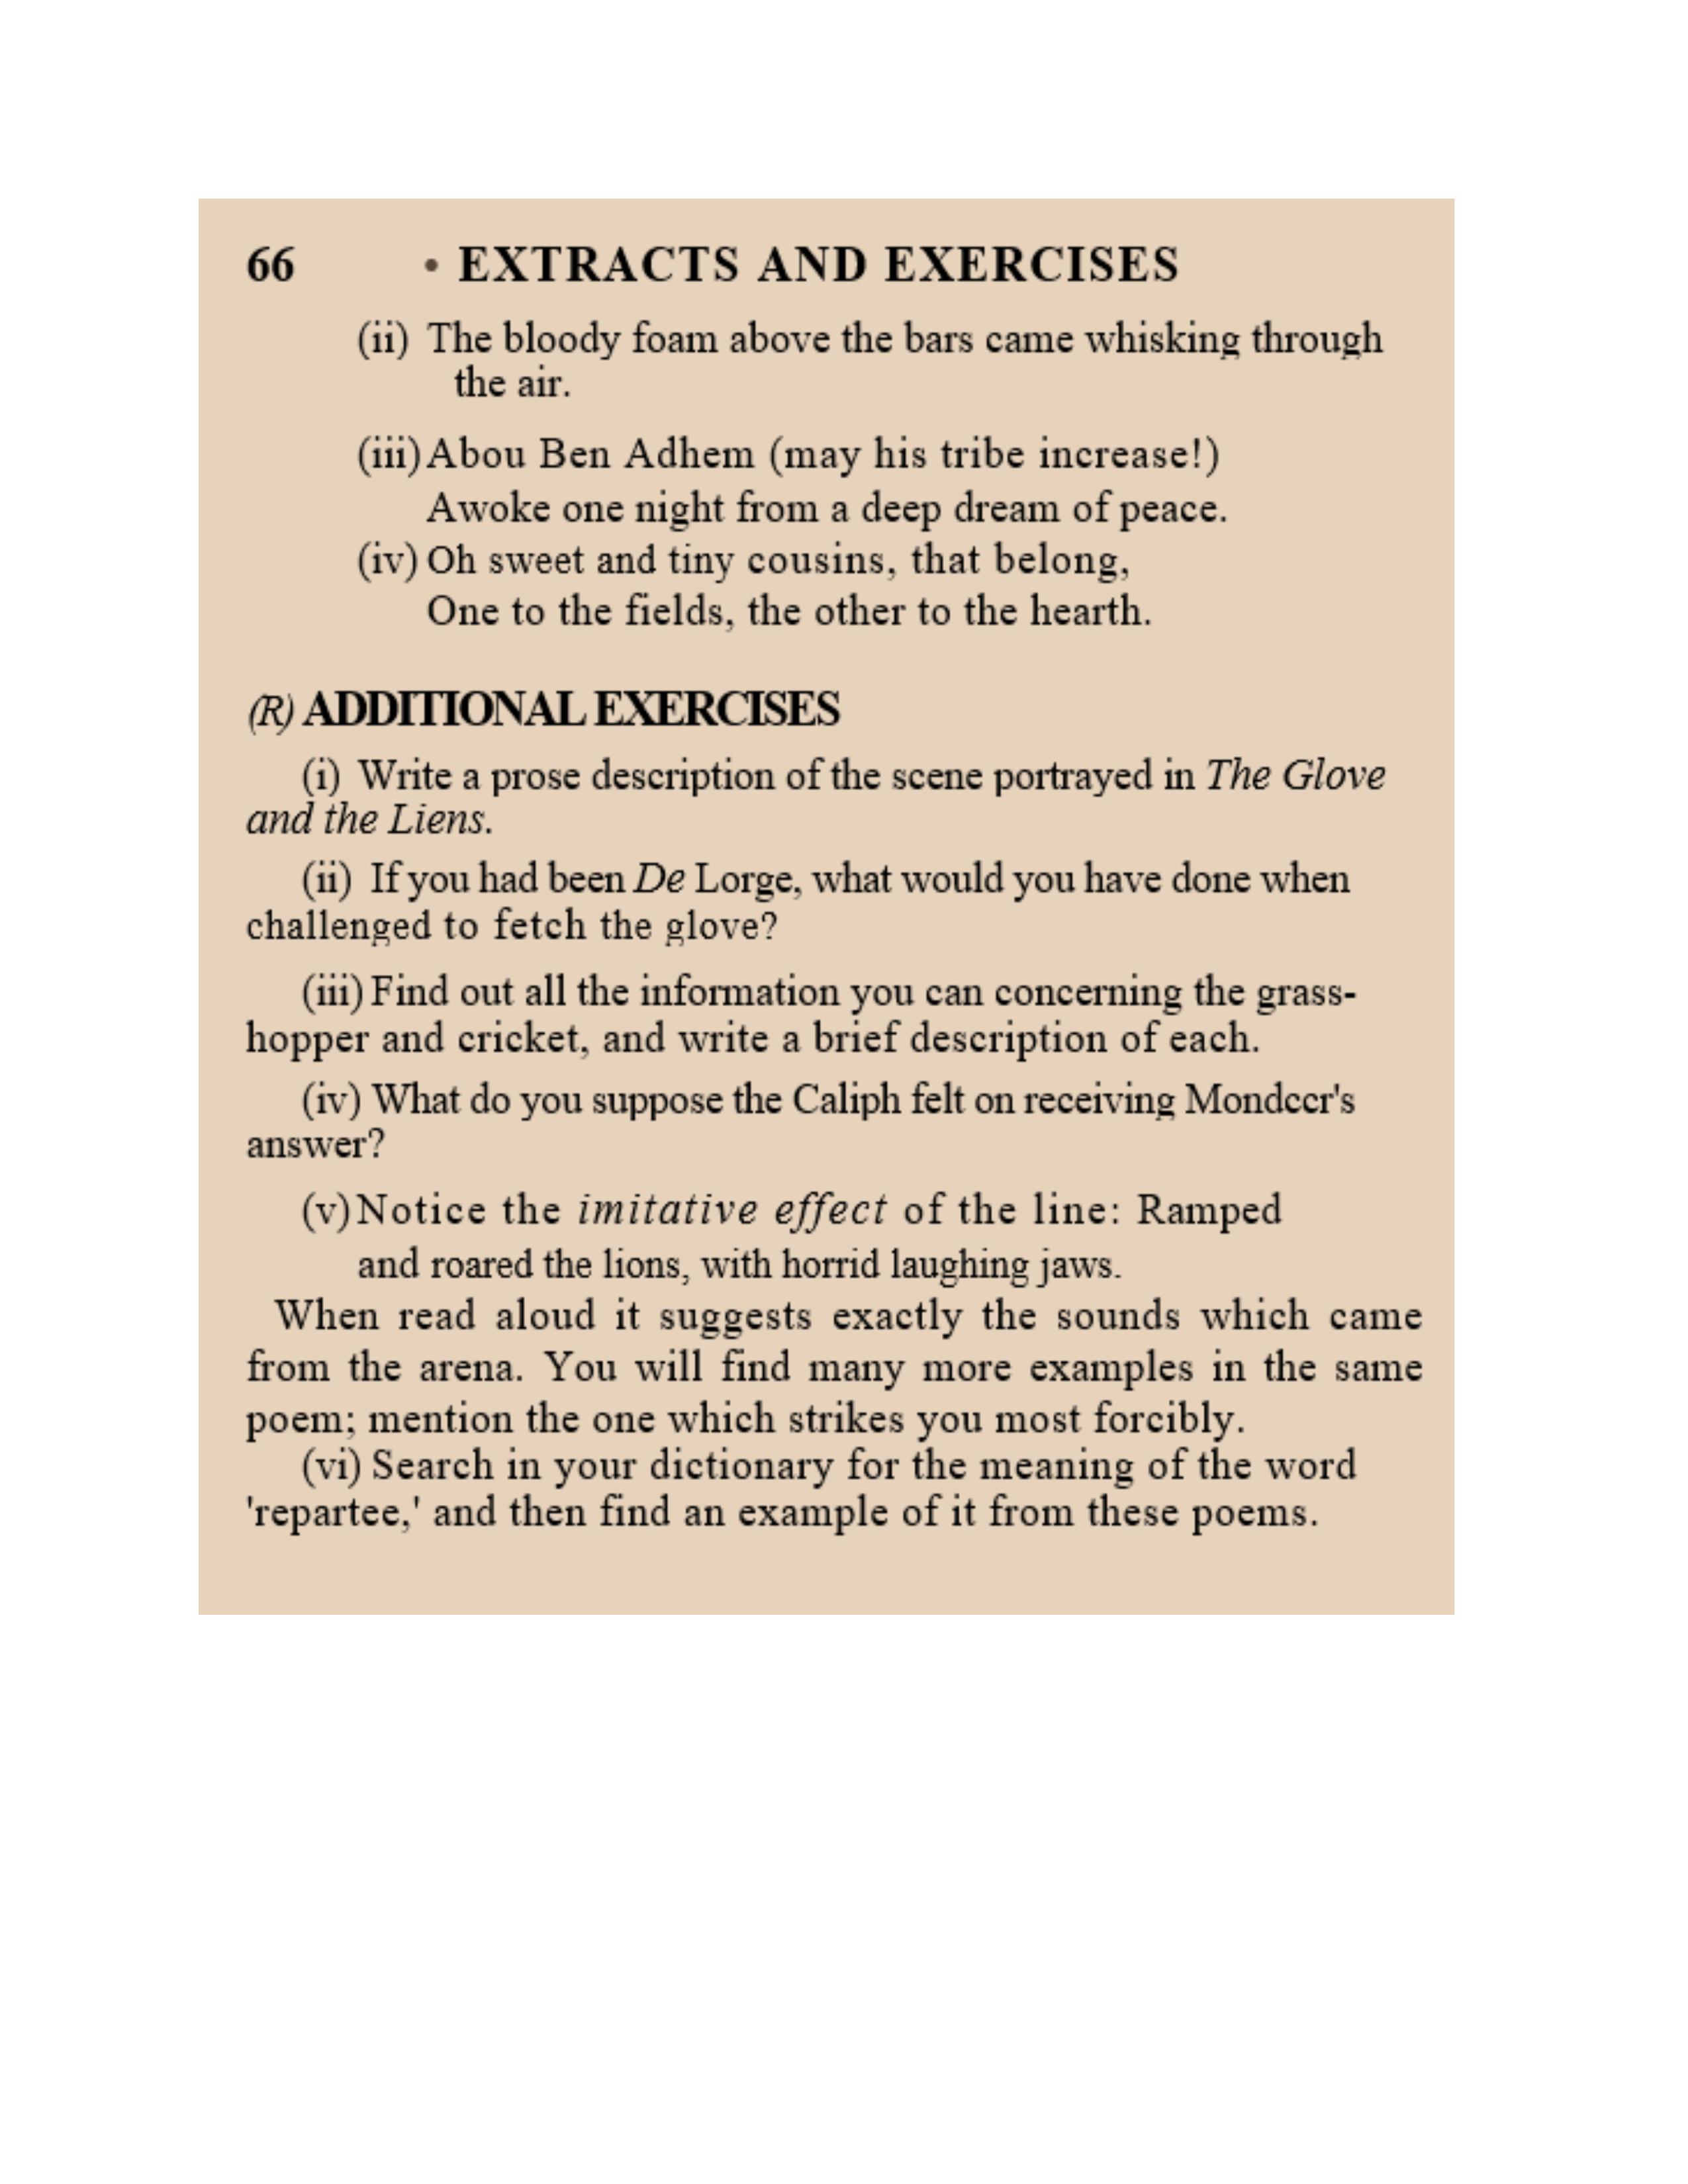 66 • EXTRACTS AND EXERCISES
(ii) The bloody foam above the bars came whisking through
the air.
(iii) Abou Ben Adhem (may his tribe increase!)
Awoke one night from a deep dream of peace.
(iv) Oh sweet and tiny cousins, that belong,
One to the fields, the other to the hearth.
(R) ADDITIONAL EXERCISES
(i) Write a prose description of the scene portrayed in The Glove
and the Liens.
(ii) If you had been De Lorge, what would you have done when
challenged to fetch the glove?
(iii) Find out all the information you can concerning the grass-
hopper and cricket, and write a brief description of each.
(iv) What do you suppose the Caliph felt on receiving Mondccr's
answer?
(v) Notice the imitative effect of the line: Ramped
and roared the lions, with horrid laughing jaws.
When read aloud it suggests exactly the sounds which came
from the arena. You will find many more examples in the same
poem; mention the one which strikes you most forcibly.
(vi) Search in your dictionary for the meaning of the word
'repartee,' and then find an example of it from these poems.